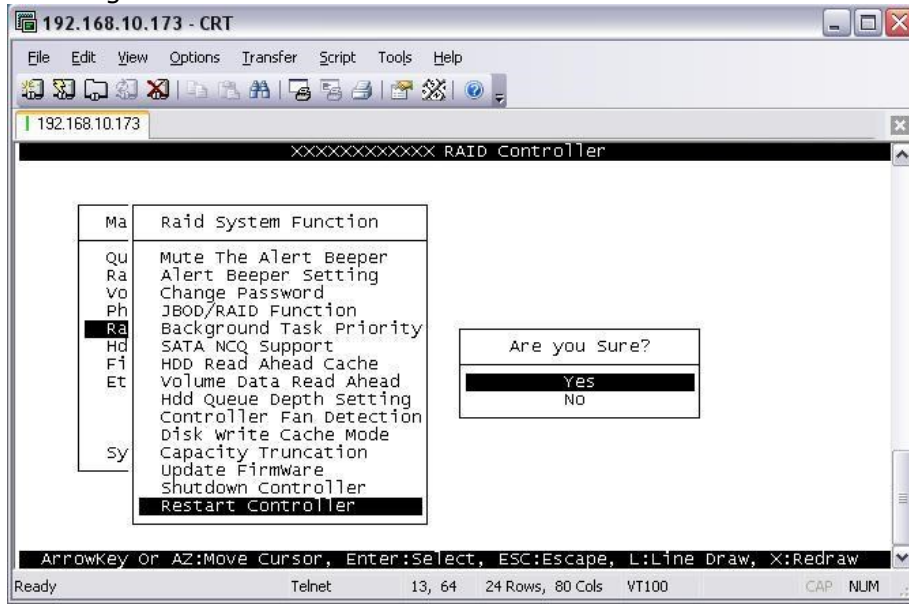 192.168.10.173 - CRT
File Edit View Options Transfer Script Tools Help
192.168.10.173
XXXXXXXXXXXX RAID Controller
Ma
Qu
Ra
Vo
Ph
Ra
Hd
Fi
Et
Sy
Raid System Function
Mute The Alert Beeper
Alert Beeper Setting
Change Password
JBOD/RAID Function
Background Task Priority
SATA NCQ Support
HDD Read Ahead Cache
Volume Data Read Ahead
Hdd Queue Depth Setting
Controller Fan Detection
Disk Write Cache Mode
Capacity Truncation
Update FirmWare
Shutdown Controller
Restart Controller
Are you Sure?
Yes
No
ArrowKey Or AZ:Move Cursor, Enter:Select, ESC:Escape, L:Line Draw, X:Redraw
Ready Telnet 13, 64 24 Rows, 80 Cols VT100 CAP NUM